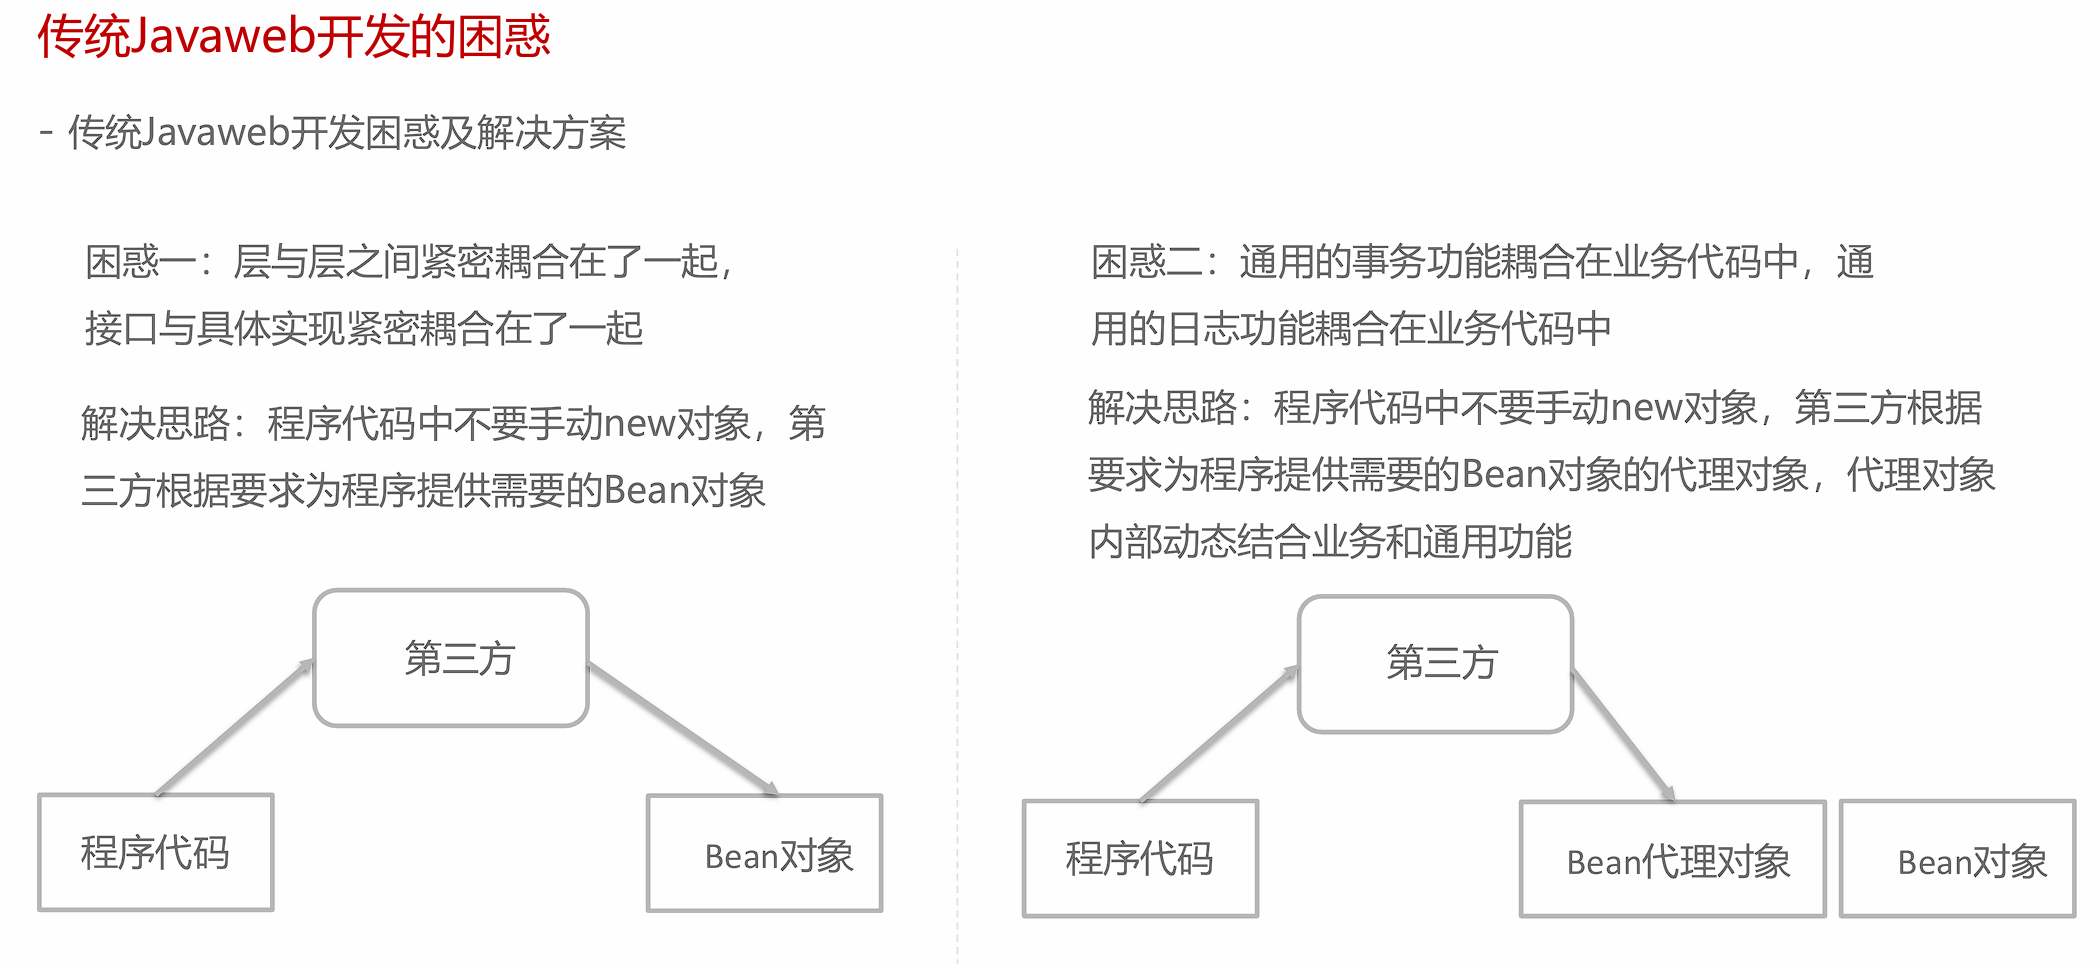 传统Javaweb开发的困惑
- 传统Javaweb开发困惑及解决方案
困惑一：层与层之间紧密耦合在了一起，
接口与具体实现紧密耦合在了一起
解决思路：程序代码中不要手动new对象，第
三方根据要求为程序提供需要的Bean对象
第三方
程序代码
Bean对象
困惑二：通用的事务功能耦合在业务代码中，通
用的日志功能耦合在业务代码中
解决思路：程序代码中不要手动new对象，第三方根据
要求为程序提供需要的Bean对象的代理对象，代理对象
内部动态结合业务和通用功能
第三方
程序代码
Bean代理对象
Bean对象